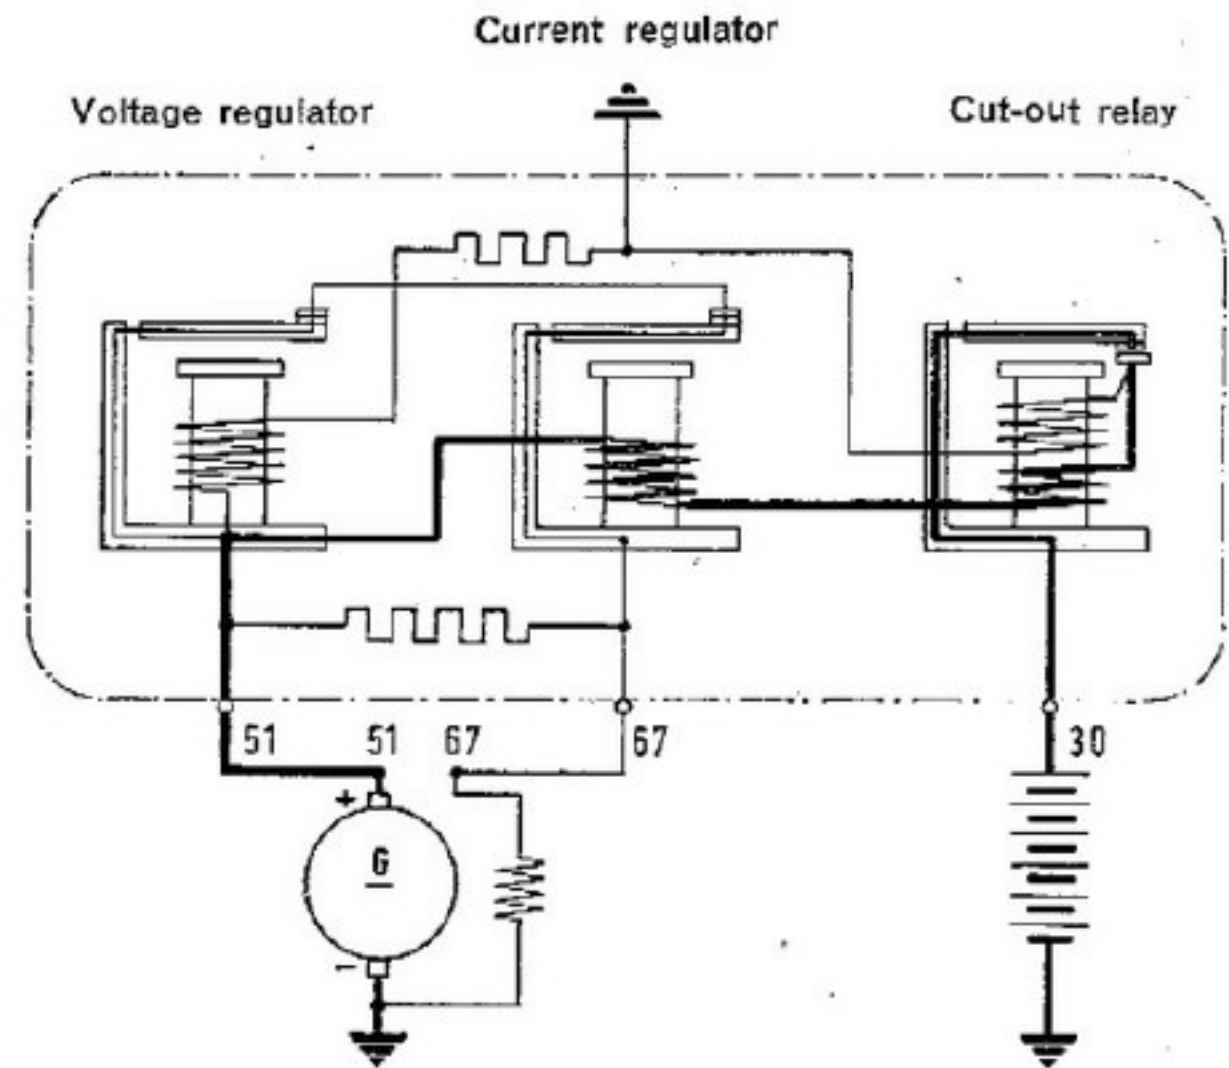 Current regulator
Voltage regulator
Cut-out relay
51
51
67
67
30
+
G
-